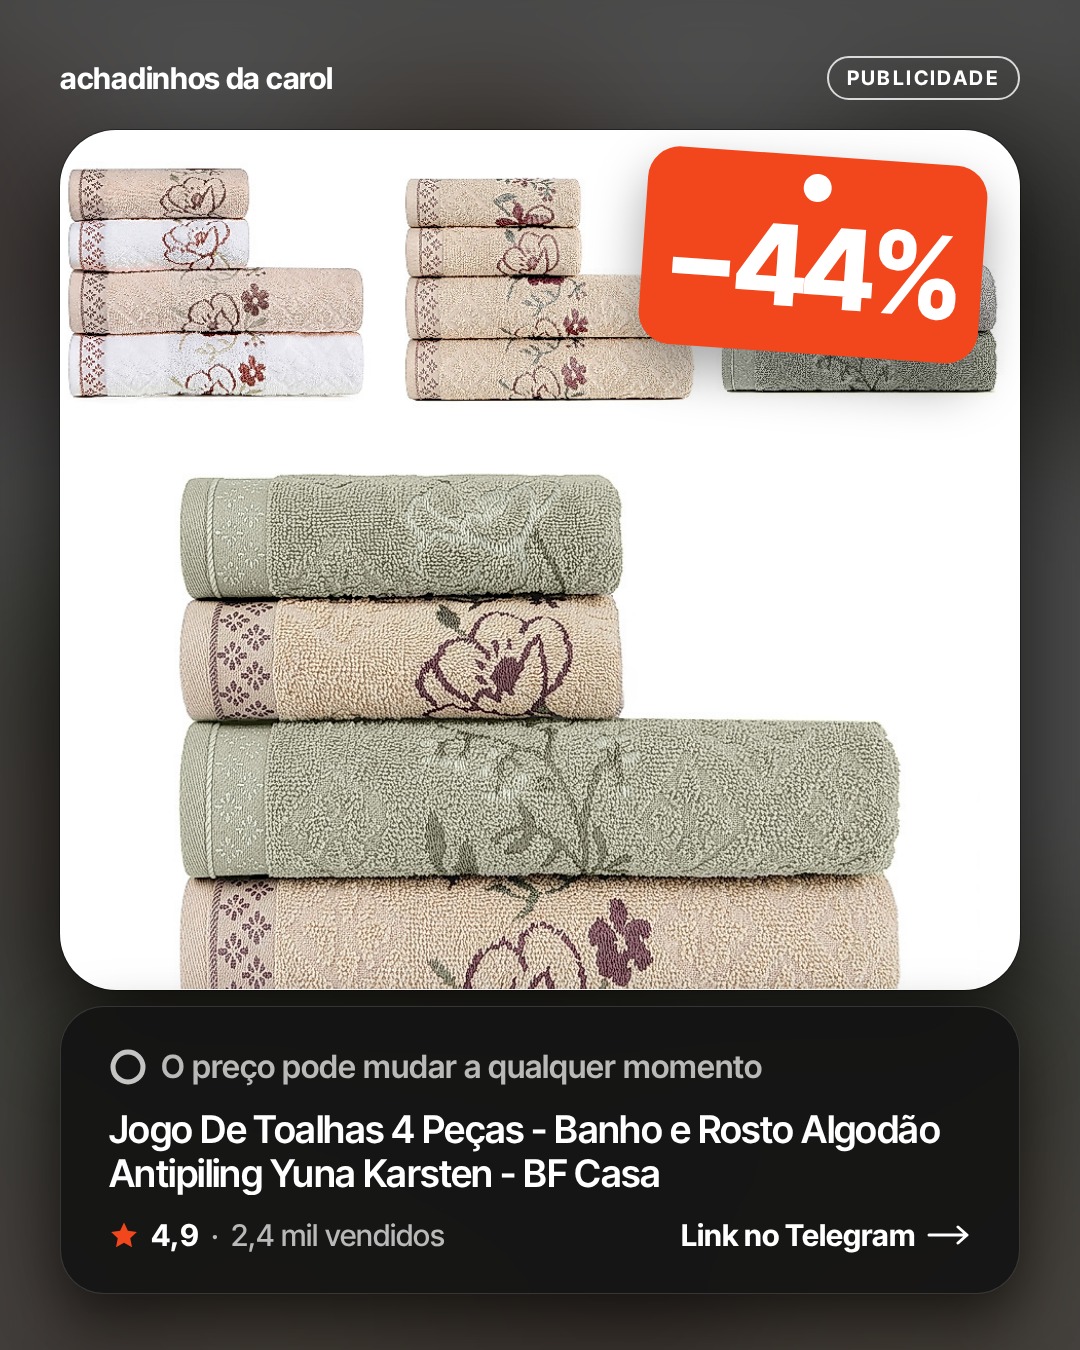 achadinhos da carol
PUBLICIDADE
–44%
O preço pode mudar a qualquer momento
Jogo De Toalhas 4 Peças - Banho e Rosto Algodão
Antipiling Yuna Karsten - BF Casa
4,9 · 2,4 mil vendidos
Link no Telegram →